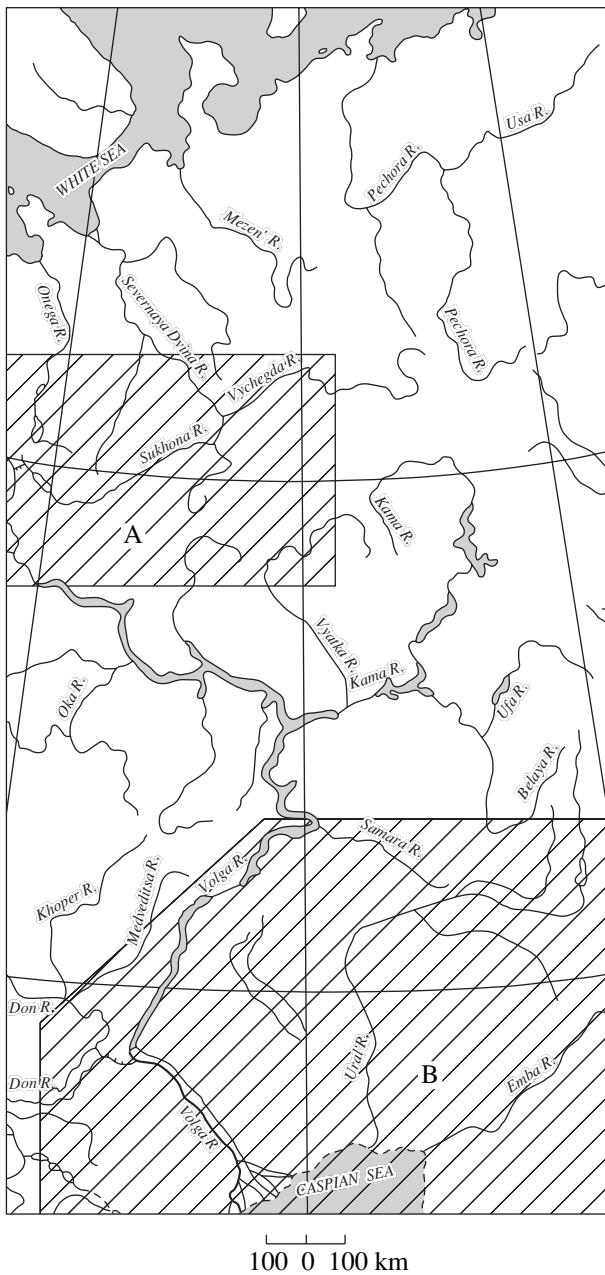 Usa R.
WHITE SEA
Pechora R.
Mezen' R.
Onega R.
Severnaya Dvina R.
Pechora R.
Vychegda R.
Sukhona R.
A
Kama R.
Vyatka R.
Kama R.
Oka R.
Ufa R.
Belaya R.
Samara R.
Volga R.
Khoper R.
Medveditsa R.
Don R.
Ural R.
B
Emba R.
Don R.
Volga R
CASPIAN SEA
100 0 100 km